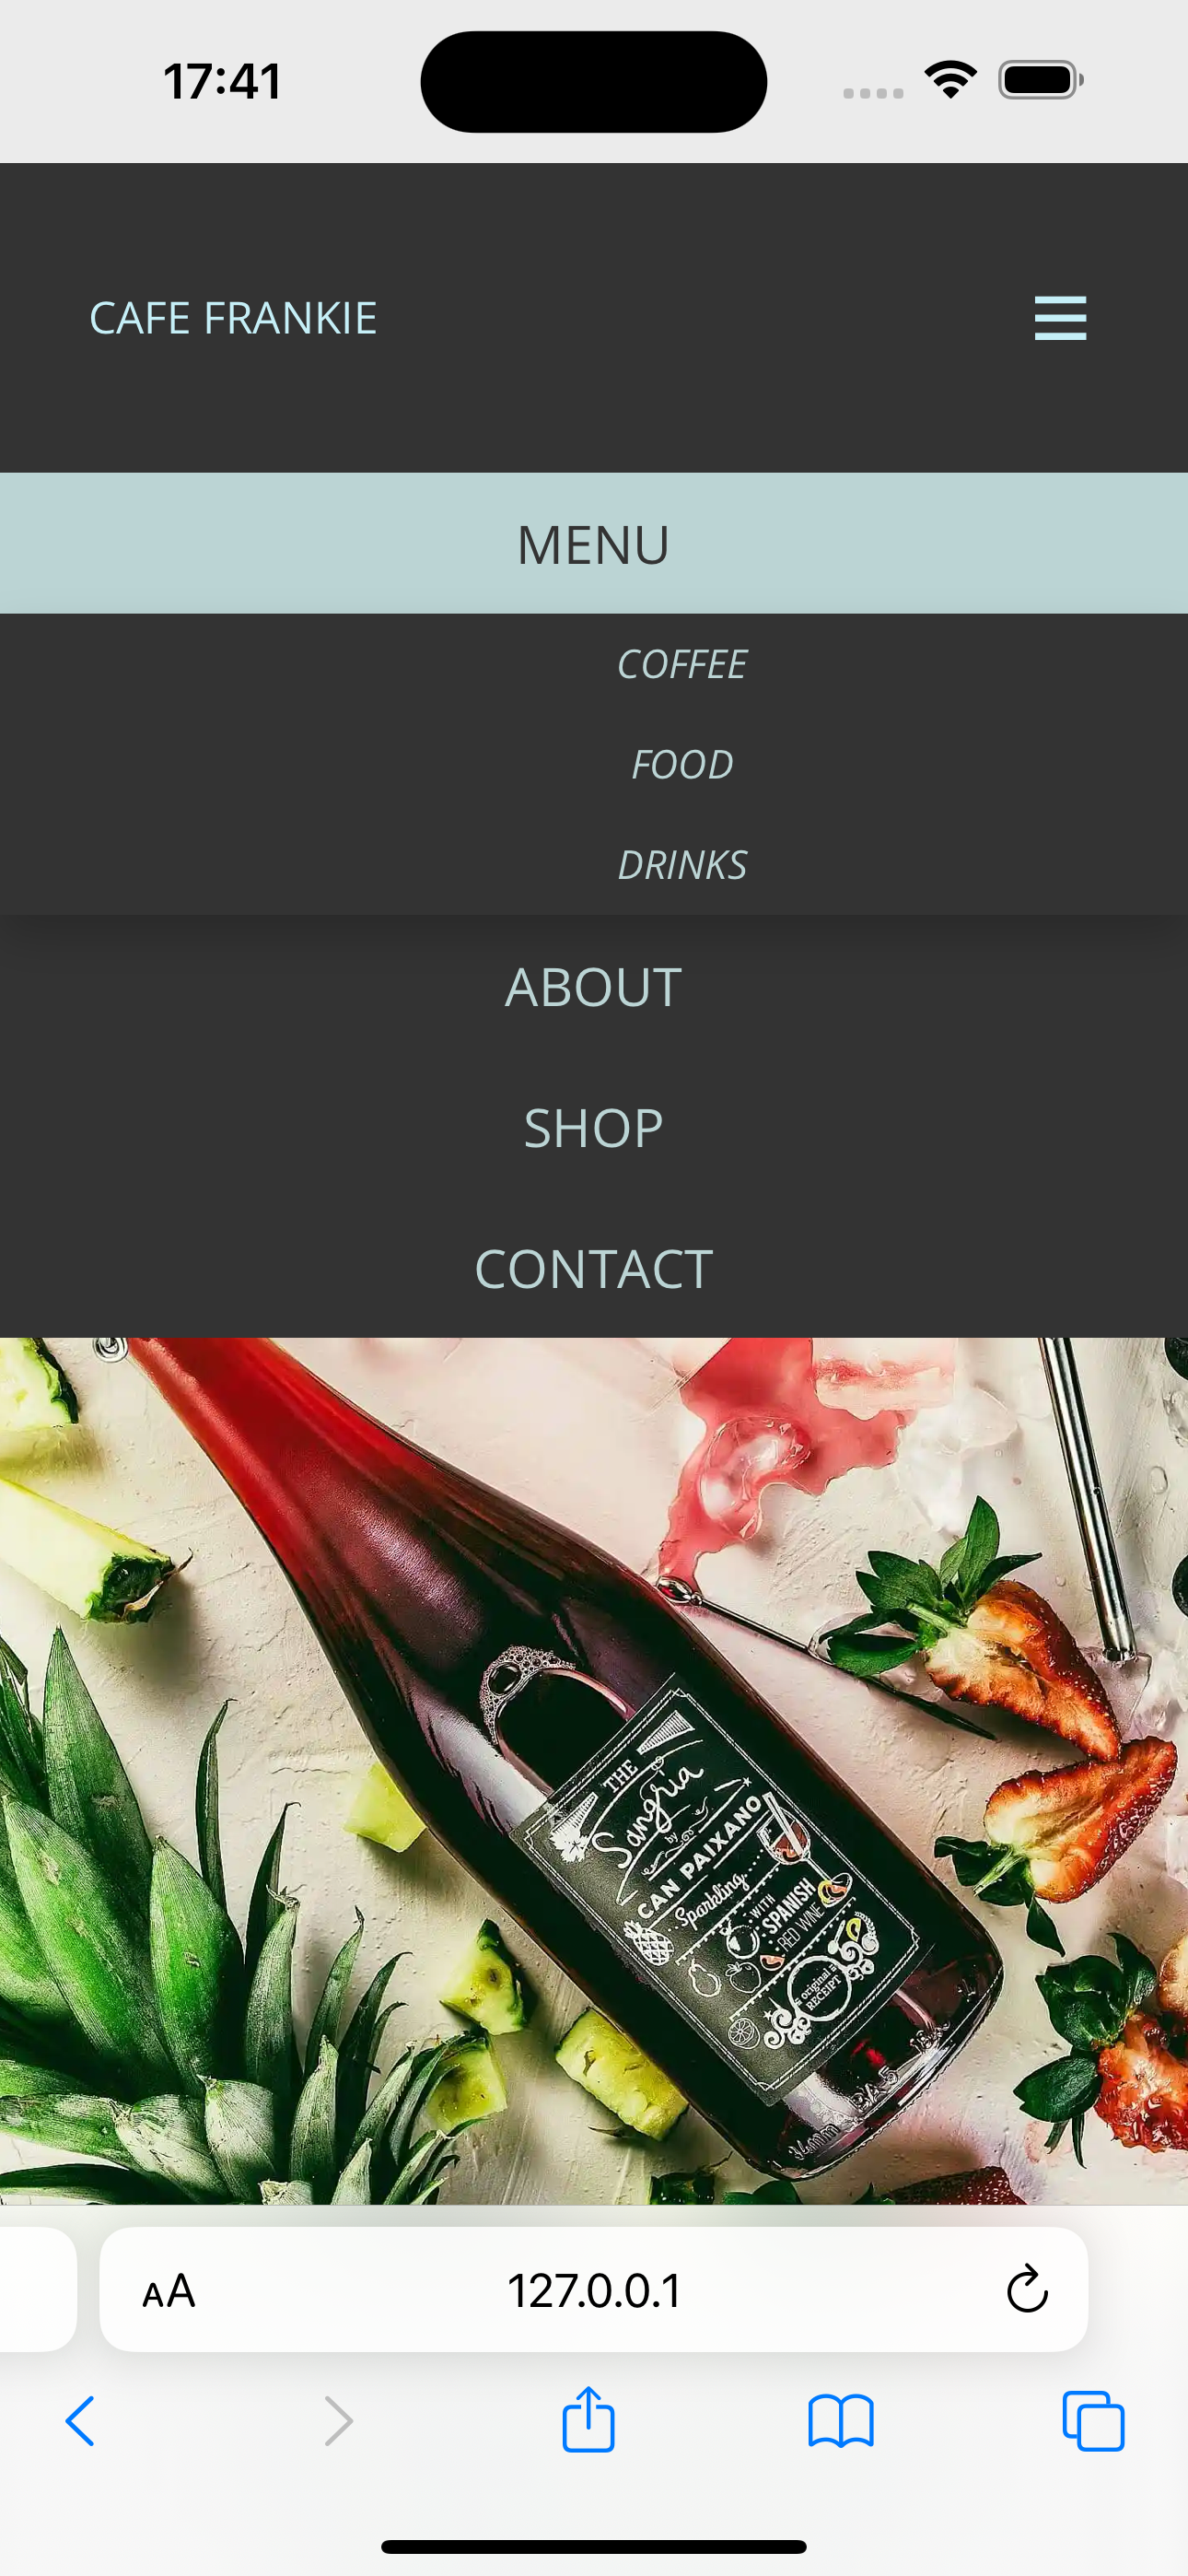 17:41
CAFE FRANKIE
MENU
COFFEE
FOOD
DRINKS
ABOUT
SHOP
CONTACT
THE
Sangria
by
CAN PAIXANO
Sparkling
WITH
SPANISH
RED WINE
original
RECEIPT
AA
127.0.0.1